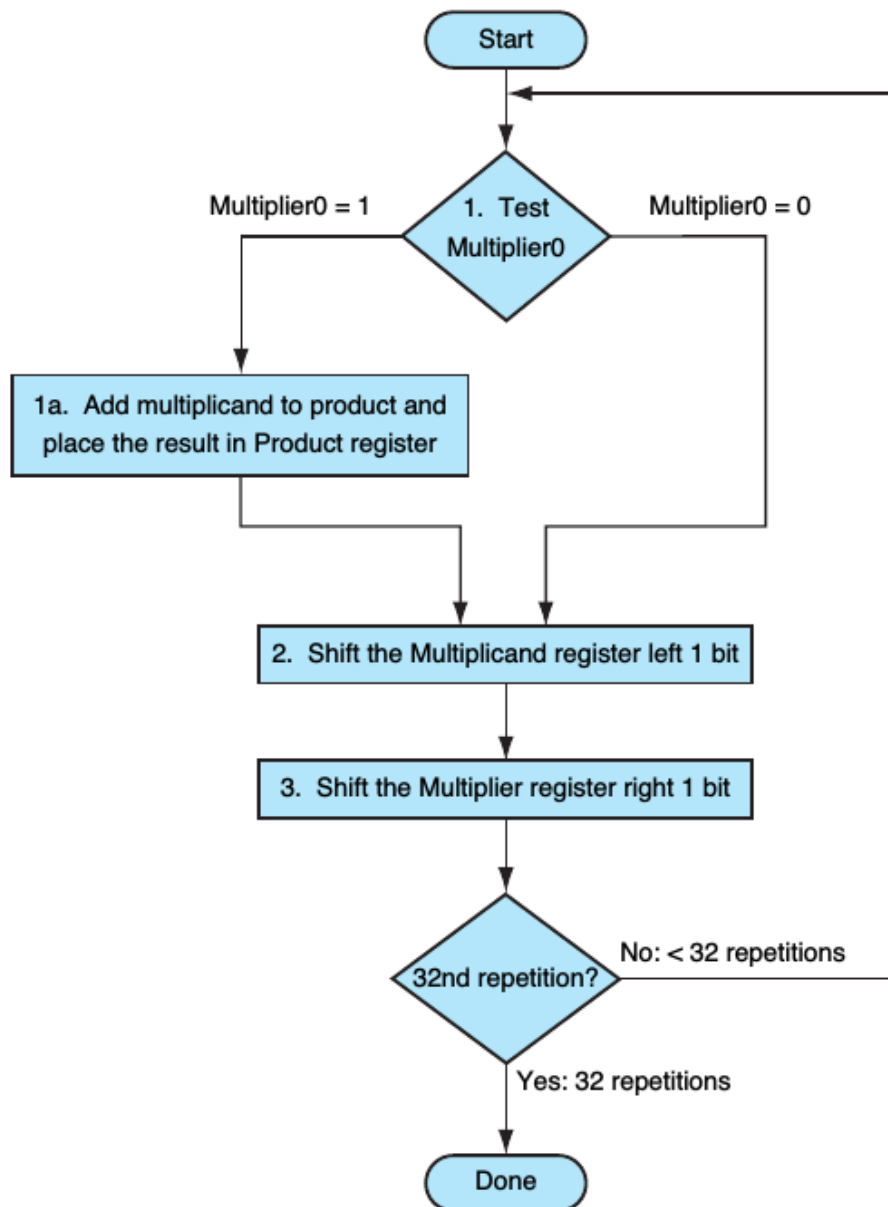 Start
Multiplier0 = 1
1. Test
Multiplier0
Multiplier0 = 0
1a. Add multiplicand to product and
place the result in Product register
2. Shift the Multiplicand register left 1 bit
3. Shift the Multiplier register right 1 bit
32nd repetition?
No: < 32 repetitions
Yes: 32 repetitions
Done